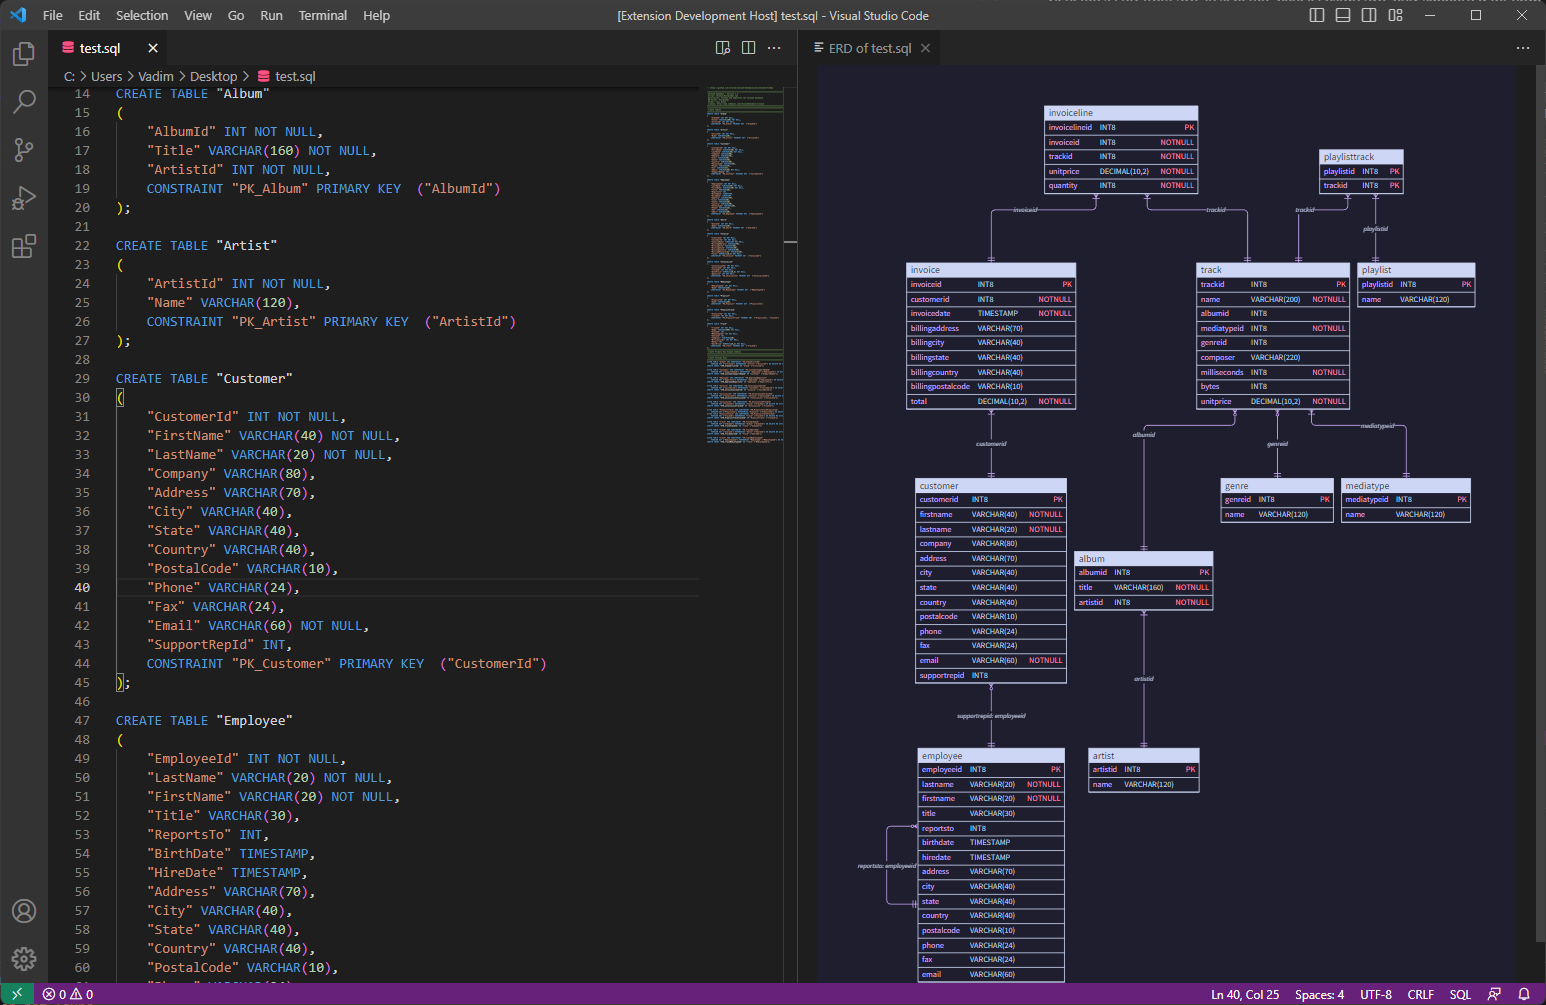 File Edit Selection View Go Run Terminal Help
[Extension Development Host] test.sql - Visual Studio Code
test.sql
C: > Users > Vadim > Desktop > test.sql
14 CREATE TABLE "Album"
15 (
16 "AlbumId" INT NOT NULL,
17 "Title" VARCHAR(160) NOT NULL,
18 "ArtistId" INT NOT NULL,
19 CONSTRAINT "PK_Album" PRIMARY KEY  ("AlbumId")
20 );
21
22 CREATE TABLE "Artist"
23 (
24 "ArtistId" INT NOT NULL,
25 "Name" VARCHAR(120),
26 CONSTRAINT "PK_Artist" PRIMARY KEY  ("ArtistId")
27 );
28
29 CREATE TABLE "Customer"
30 (
31 "CustomerId" INT NOT NULL,
32 "FirstName" VARCHAR(40) NOT NULL,
33 "LastName" VARCHAR(20) NOT NULL,
34 "Company" VARCHAR(80),
35 "Address" VARCHAR(70),
36 "City" VARCHAR(40),
37 "State" VARCHAR(40),
38 "Country" VARCHAR(40),
39 "PostalCode" VARCHAR(10),
40 "Phone" VARCHAR(24),
41 "Fax" VARCHAR(24),
42 "Email" VARCHAR(60) NOT NULL,
43 "SupportRepId" INT,
44 CONSTRAINT "PK_Customer" PRIMARY KEY  ("CustomerId")
45 );
46
47 CREATE TABLE "Employee"
48 (
49 "EmployeeId" INT NOT NULL,
50 "LastName" VARCHAR(20) NOT NULL,
51 "FirstName" VARCHAR(20) NOT NULL,
52 "Title" VARCHAR(30),
53 "ReportsTo" INT,
54 "BirthDate" TIMESTAMP,
55 "HireDate" TIMESTAMP,
56 "Address" VARCHAR(70),
57 "City" VARCHAR(40),
58 "State" VARCHAR(40),
59 "Country" VARCHAR(40),
60 "PostalCode" VARCHAR(10),
ERD of test.sql
invoiceline
invoicelineid INT8 PK
invoiceid INT8 NOTNULL
trackid INT8 NOTNULL
unitprice DECIMAL(10,2) NOTNULL
quantity INT8 NOTNULL
playlisttrack
playlistid INT8 PK
trackid INT8 PK
invoiceid
trackid
trackid
playlistid
invoice
invoiceid INT8 PK
customerid INT8 NOTNULL
invoicedate TIMESTAMP NOTNULL
billingaddress VARCHAR(70)
billingcity VARCHAR(40)
billingstate VARCHAR(40)
billingcountry VARCHAR(40)
billingpostalcode VARCHAR(10)
total DECIMAL(10,2) NOTNULL
track
trackid INT8 PK
name VARCHAR(200) NOTNULL
albumid INT8
mediatypeid INT8 NOTNULL
genreid INT8
composer VARCHAR(220)
milliseconds INT8 NOTNULL
bytes INT8
unitprice DECIMAL(10,2) NOTNULL
playlist
playlistid INT8 PK
name VARCHAR(120)
customerid
albumid
genreid
mediatypeid
customer
customerid INT8 PK
firstname VARCHAR(40) NOTNULL
lastname VARCHAR(20) NOTNULL
company VARCHAR(80)
address VARCHAR(70)
city VARCHAR(40)
state VARCHAR(40)
country VARCHAR(40)
postalcode VARCHAR(10)
phone VARCHAR(24)
fax VARCHAR(24)
email VARCHAR(60) NOTNULL
supportrepid INT8
genre
genreid INT8 PK
name VARCHAR(120)
mediatype
mediatypeid INT8 PK
name VARCHAR(120)
album
albumid INT8 PK
title VARCHAR(160) NOTNULL
artistid INT8 NOTNULL
artistid
supportrepid: employeeid
employee
employeeid INT8 PK
lastname VARCHAR(20) NOTNULL
firstname VARCHAR(20) NOTNULL
title VARCHAR(30)
reportsto INT8
birthdate TIMESTAMP
hiredate TIMESTAMP
address VARCHAR(70)
city VARCHAR(40)
state VARCHAR(40)
country VARCHAR(40)
postalcode VARCHAR(10)
phone VARCHAR(24)
fax VARCHAR(24)
email VARCHAR(60)
reportsto: employeeid
artist
artistid INT8 PK
name VARCHAR(120)
0 0
Ln 40, Col 25 Spaces: 4 UTF-8 CRLF SQL